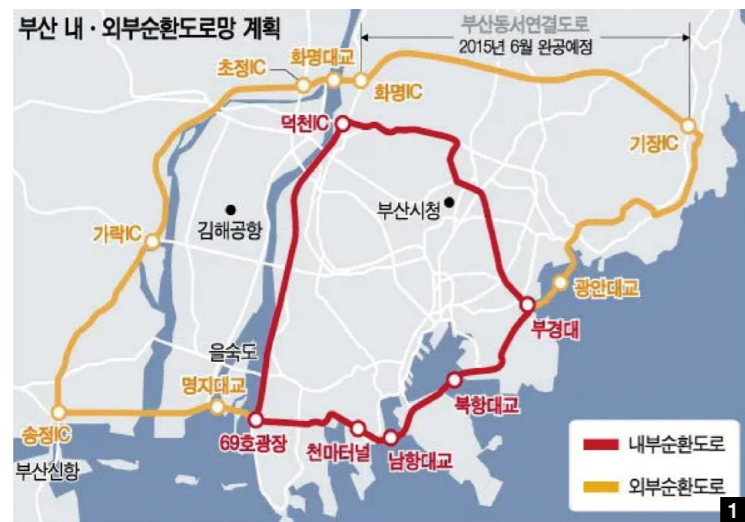 부산 내·외부순환도로망 계획
부산동서연결도로
2015년 6월 완공예정
초정IC
화명대교
화명IC
덕천IC
기장IC
부산시청
김해공항
가락IC
광안대교
부경대
을숙도
명지대교
북항대교
송정IC
69호광장
천마터널
남항대교
부산신항
내부순환도로
외부순환도로
1